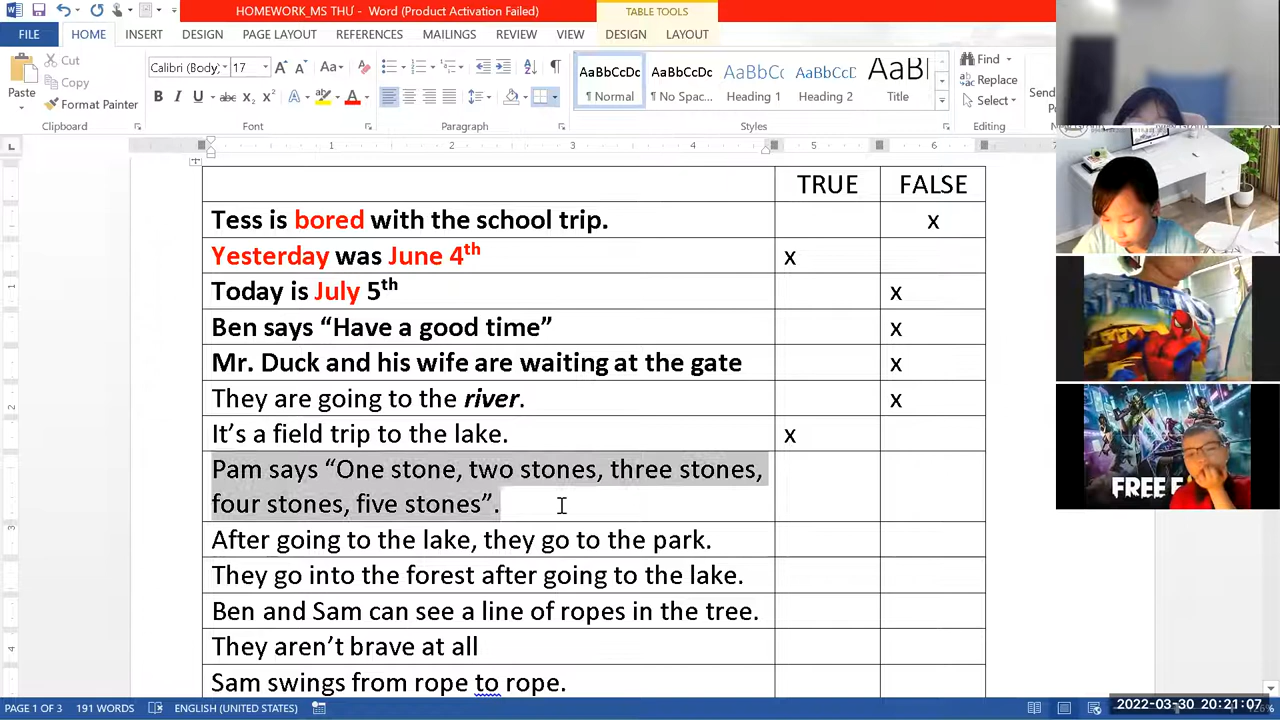 HOMEWORK_MS THƯ - Word (Product Activation Failed)
TABLE TOOLS
FILE HOME INSERT DESIGN PAGE LAYOUT REFERENCES MAILINGS REVIEW VIEW DESIGN LAYOUT
Paste
Cut
Copy
Format Painter
Calibri (Body) 17
AaBbCcDc AaBbCcDc AaBbCc AaBbCcD AaBbC
¶ Normal ¶ No Spac... Heading 1 Heading 2 Title
Find
Replace
Select
Clipboard Font Paragraph Styles Editing
TRUE FALSE
Tess is bored with the school trip. x
Yesterday was June 4th x
Today is July 5th x
Ben says “Have a good time” x
Mr. Duck and his wife are waiting at the gate x
They are going to the river. x
It’s a field trip to the lake. x
Pam says “One stone, two stones, three stones,
four stones, five stones”.
After going to the lake, they go to the park.
They go into the forest after going to the lake.
Ben and Sam can see a line of ropes in the tree.
They aren’t brave at all
Sam swings from rope to rope.
FREE
PAGE 1 OF 3 191 WORDS ENGLISH (UNITED STATES)
2022-03-30 20:21:07